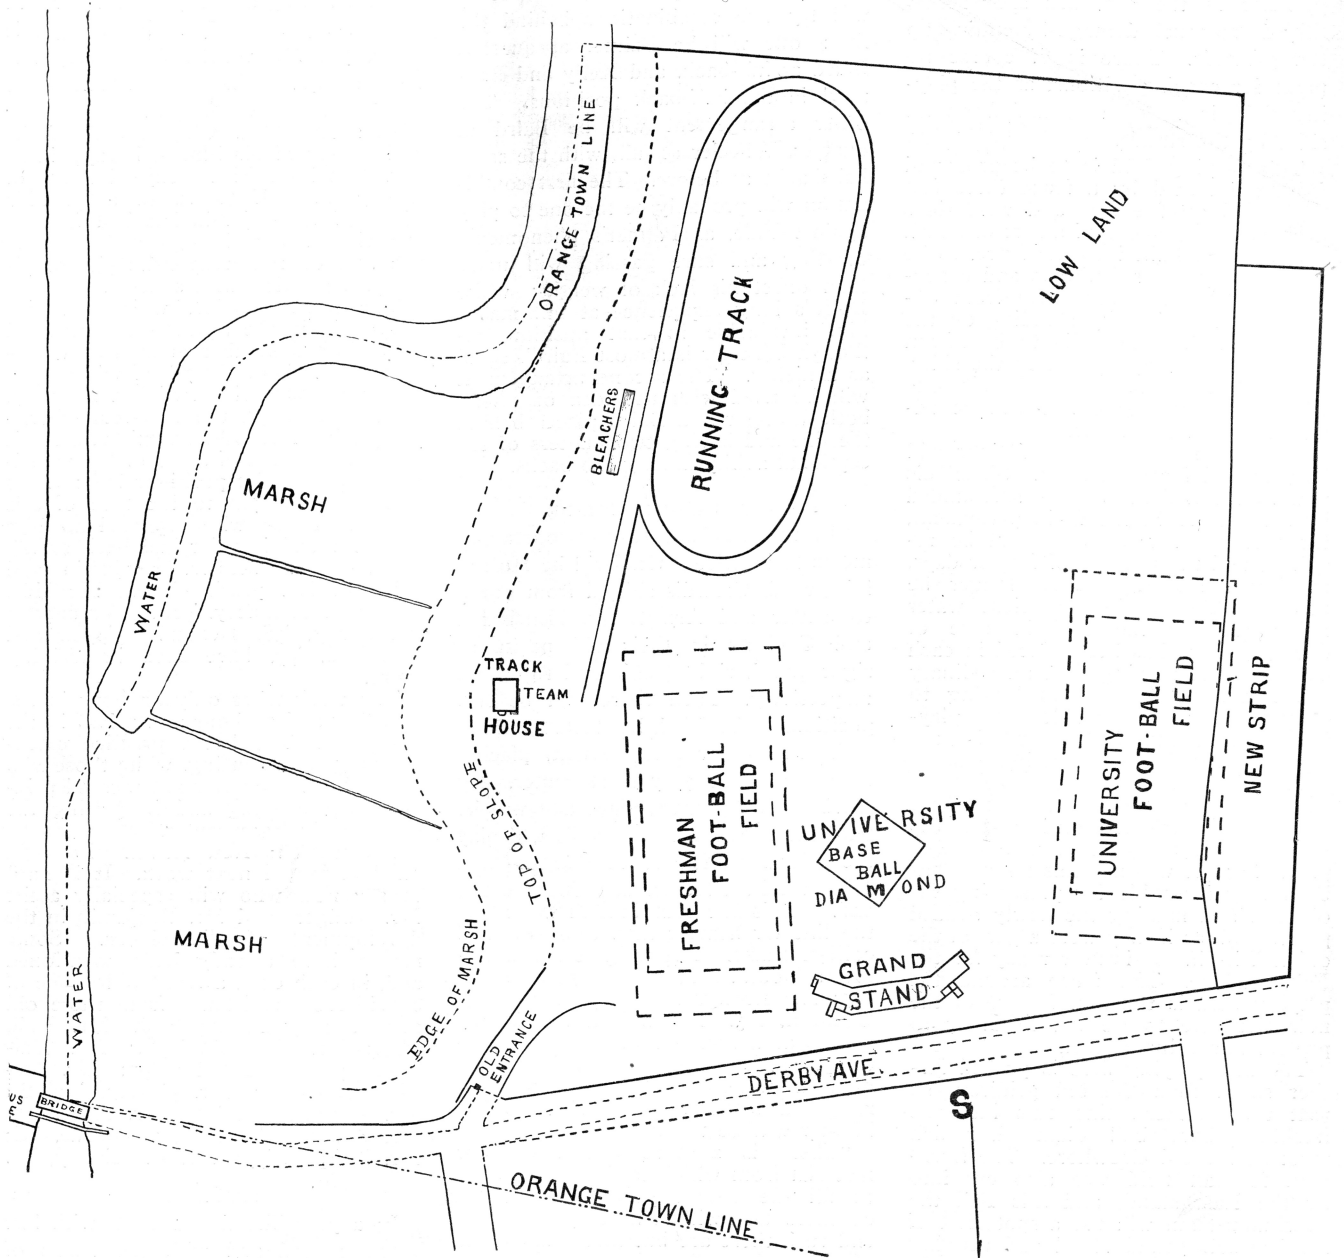 ORANGE TOWN LINE
LOW LAND
RUNNING TRACK
BLEACHERS
MARSH
WATER
TRACK
TEAM
HOUSE
TOP OF SLOPE
FRESHMAN
FOOT-BALL
FIELD
UNIVERSITY
BASE
BALL
DIAMOND
UNIVERSITY
FOOT-BALL
FIELD
NEW STRIP
MARSH
EDGE OF MARSH
GRAND
STAND
WATER
OLD
ENTRANCE
DERBY AVE.
US
E
BRIDGE
S
ORANGE TOWN LINE